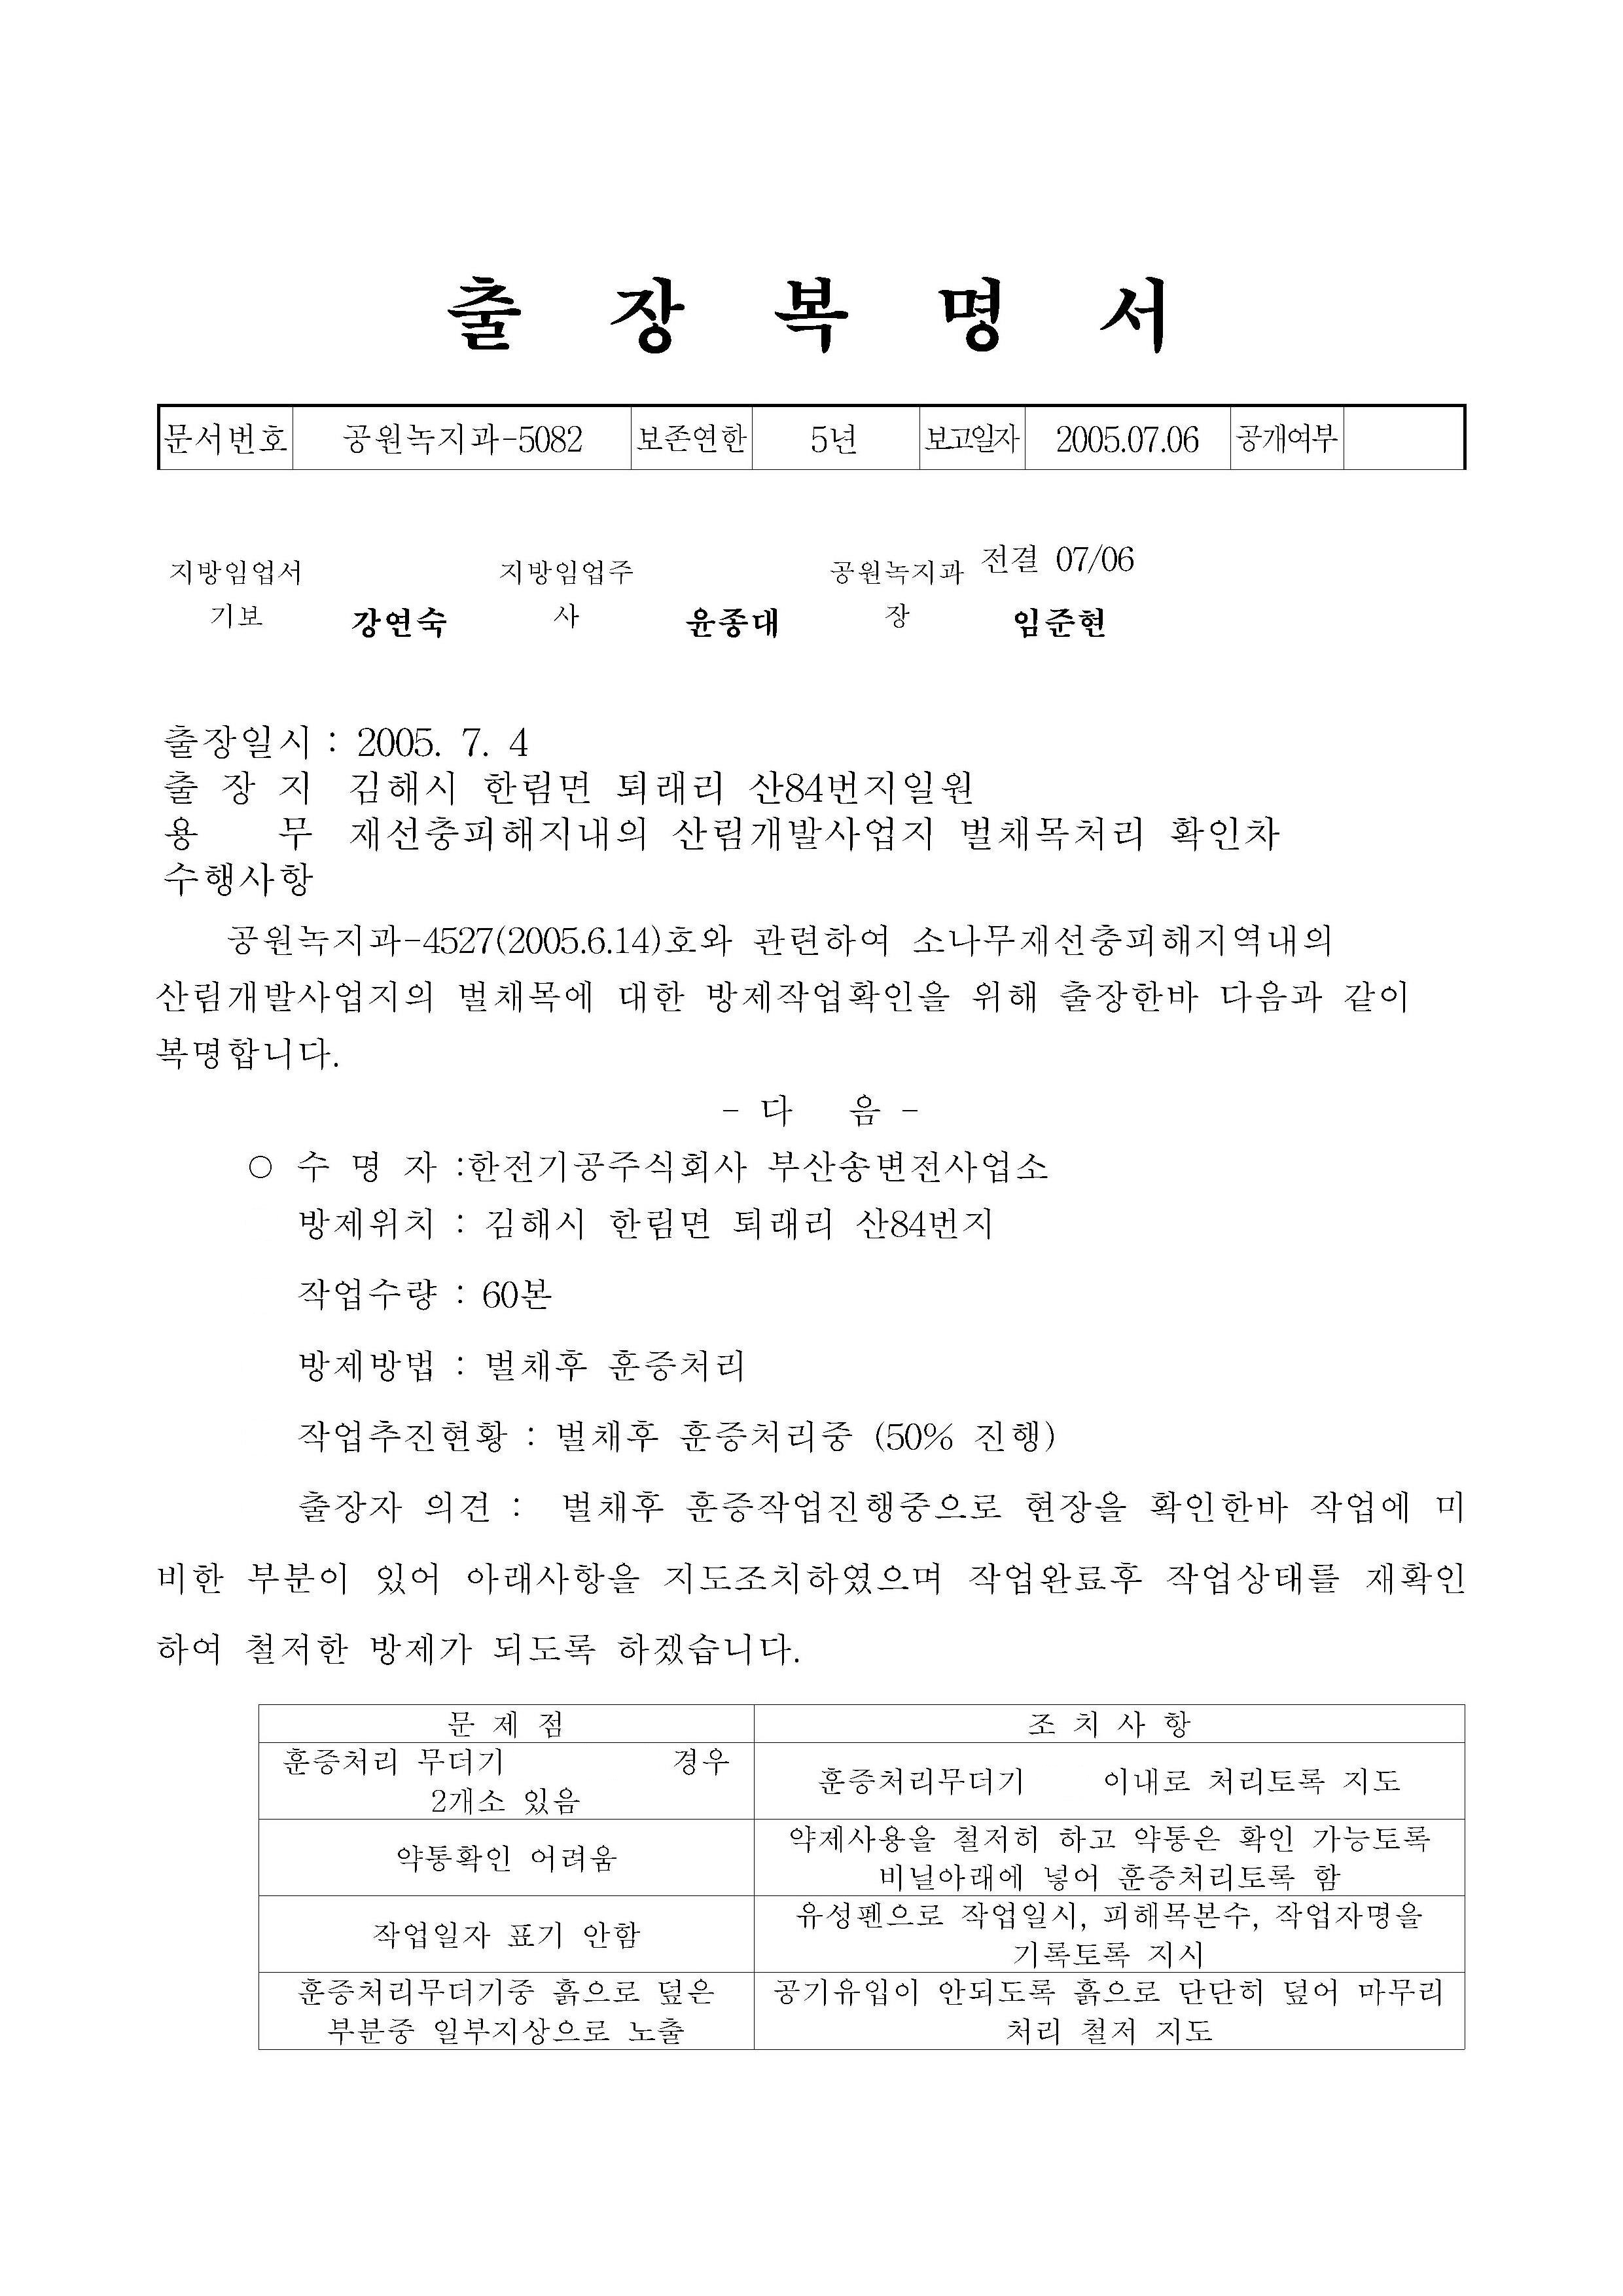 출 장 복 명 서
문서번호 공원녹지과-5082 보존연한 5년 보고일자 2005.07.06 공개여부
지방임업서 지방임업주 공원녹지과 전결 07/06
기보 강연숙 사 윤종대 장 임준현
출장일시 : 2005. 7. 4
출 장 지 김해시 한림면 퇴래리 산84번지일원
용 무 재선충피해지내의 산림개발사업지 벌채목처리 확인차
수행사항
공원녹지과-4527(2005.6.14)호와 관련하여 소나무재선충피해지역내의
산림개발사업지의 벌채목에 대한 방제작업확인을 위해 출장한바 다음과 같이
복명합니다.
- 다 음 -
○ 수 명 자 :한전기공주식회사 부산송변전사업소
방제위치 : 김해시 한림면 퇴래리 산84번지
작업수량 : 60본
방제방법 : 벌채후 훈증처리
작업추진현황 : 벌채후 훈증처리중 (50% 진행)
출장자 의견 : 벌채후 훈증작업진행중으로 현장을 확인한바 작업에 미
비한 부분이 있어 아래사항을 지도조치하였으며 작업완료후 작업상태를 재확인
하여 철저한 방제가 되도록 하겠습니다.
문 제 점 조 치 사 항
훈증처리 무더기 경우
2개소 있음
훈증처리무더기 이내로 처리토록 지도
약통확인 어려움
약제사용을 철저히 하고 약통은 확인 가능토록
비닐아래에 넣어 훈증처리토록 함
작업일자 표기 안함
유성펜으로 작업일시, 피해목본수, 작업자명을
기록토록 지시
훈증처리무더기중 흙으로 덮은
부분중 일부지상으로 노출
공기유입이 안되도록 흙으로 단단히 덮어 마무리
처리 철저 지도